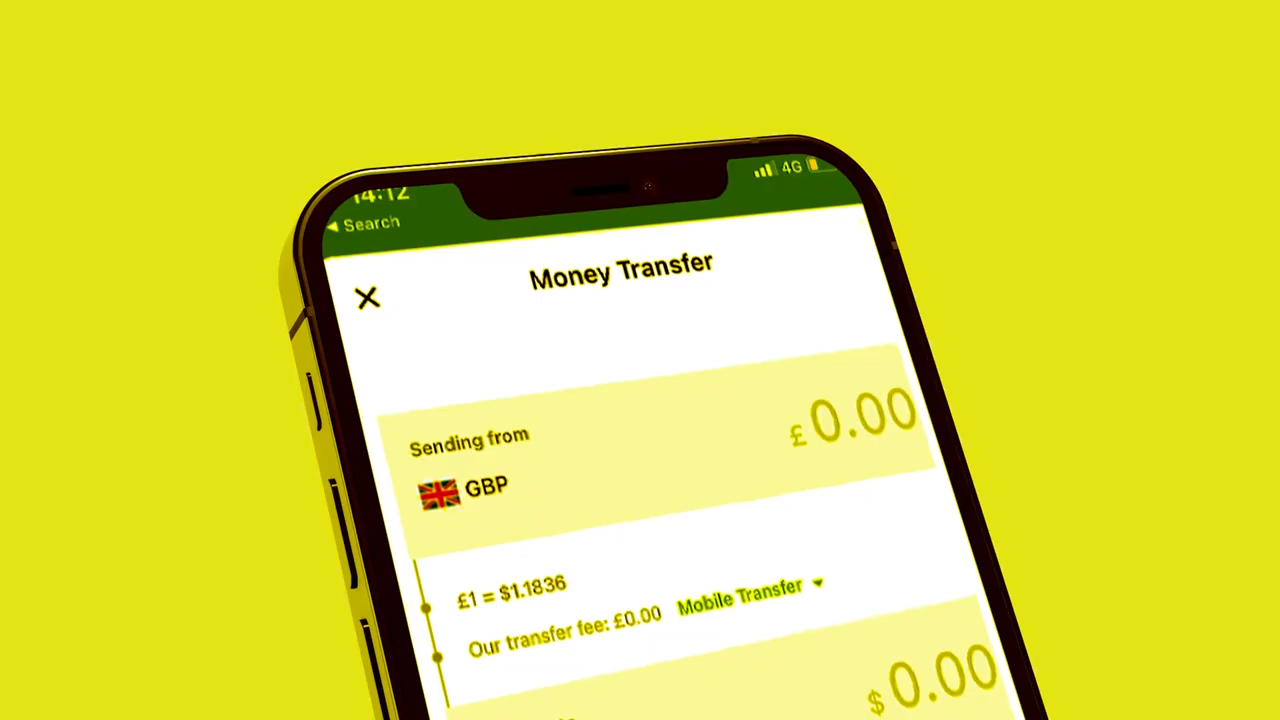 14:12
4G
◀ Search
Money Transfer
Sending from
£0.00
GBP
£1 = $1.1836
Our transfer fee: £0.00 Mobile Transfer
$0.00